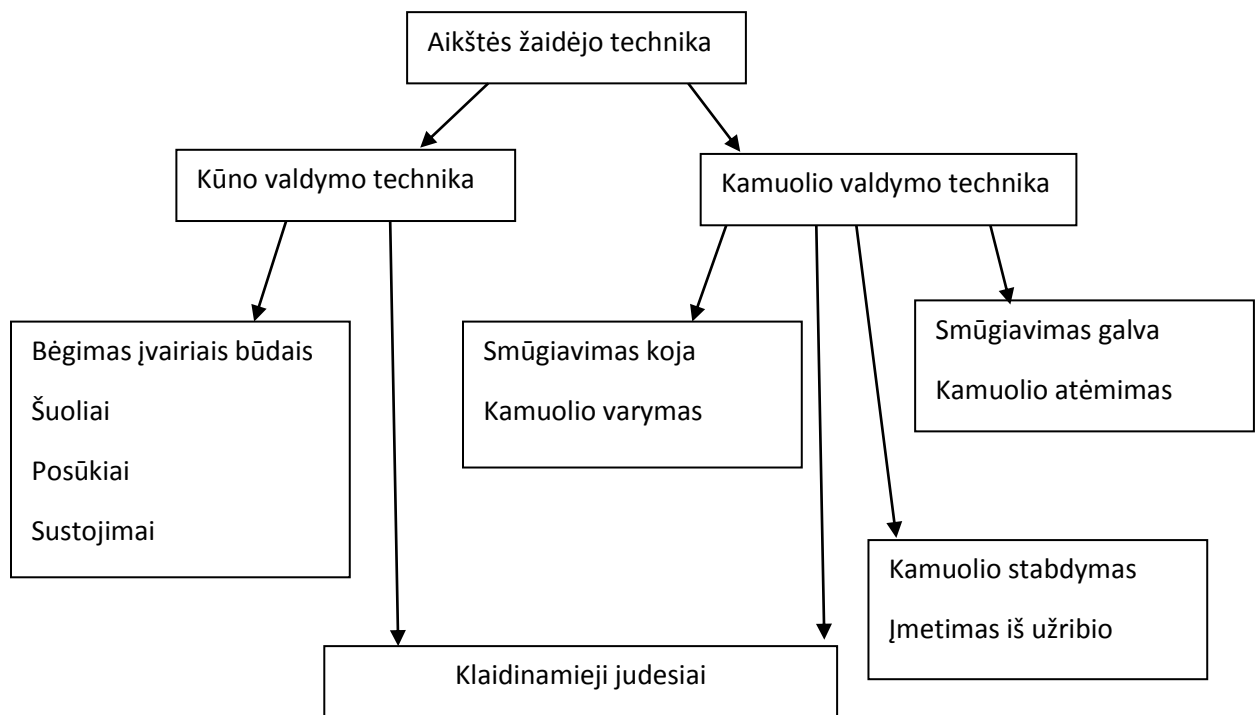 Aikštės žaidėjo technika
Kūno valdymo technika
Kamuolio valdymo technika
Bėgimas įvairiais būdais
Šuoliai
Posūkiai
Sustojimai
Smūgiavimas koja
Kamuolio varymas
Smūgiavimas galva
Kamuolio atėmimas
Kamuolio stabdymas
Įmetimas iš užribio
Klaidinamieji judesiai